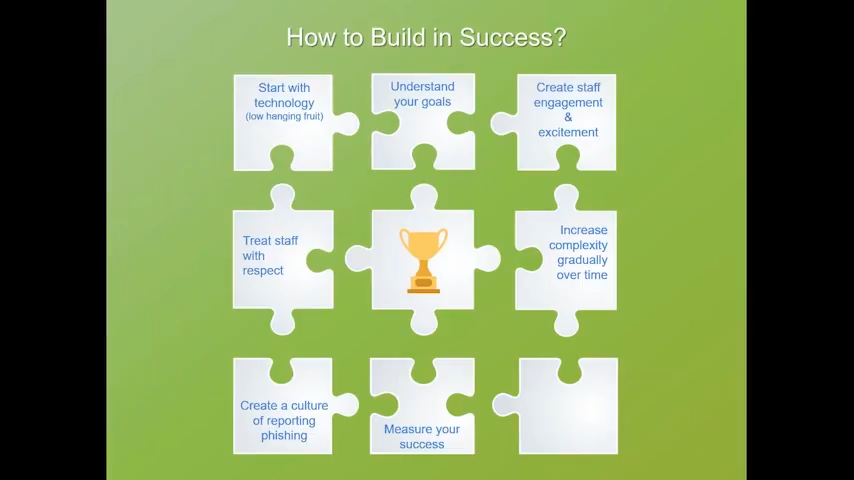 How to Build in Success?
Start with
technology
(low hanging fruit)
Understand
your goals
Create staff
engagement
&
excitement
Treat staff
with
respect
Increase
complexity
gradually
over time
Create a culture
of reporting
phishing
Measure your
success